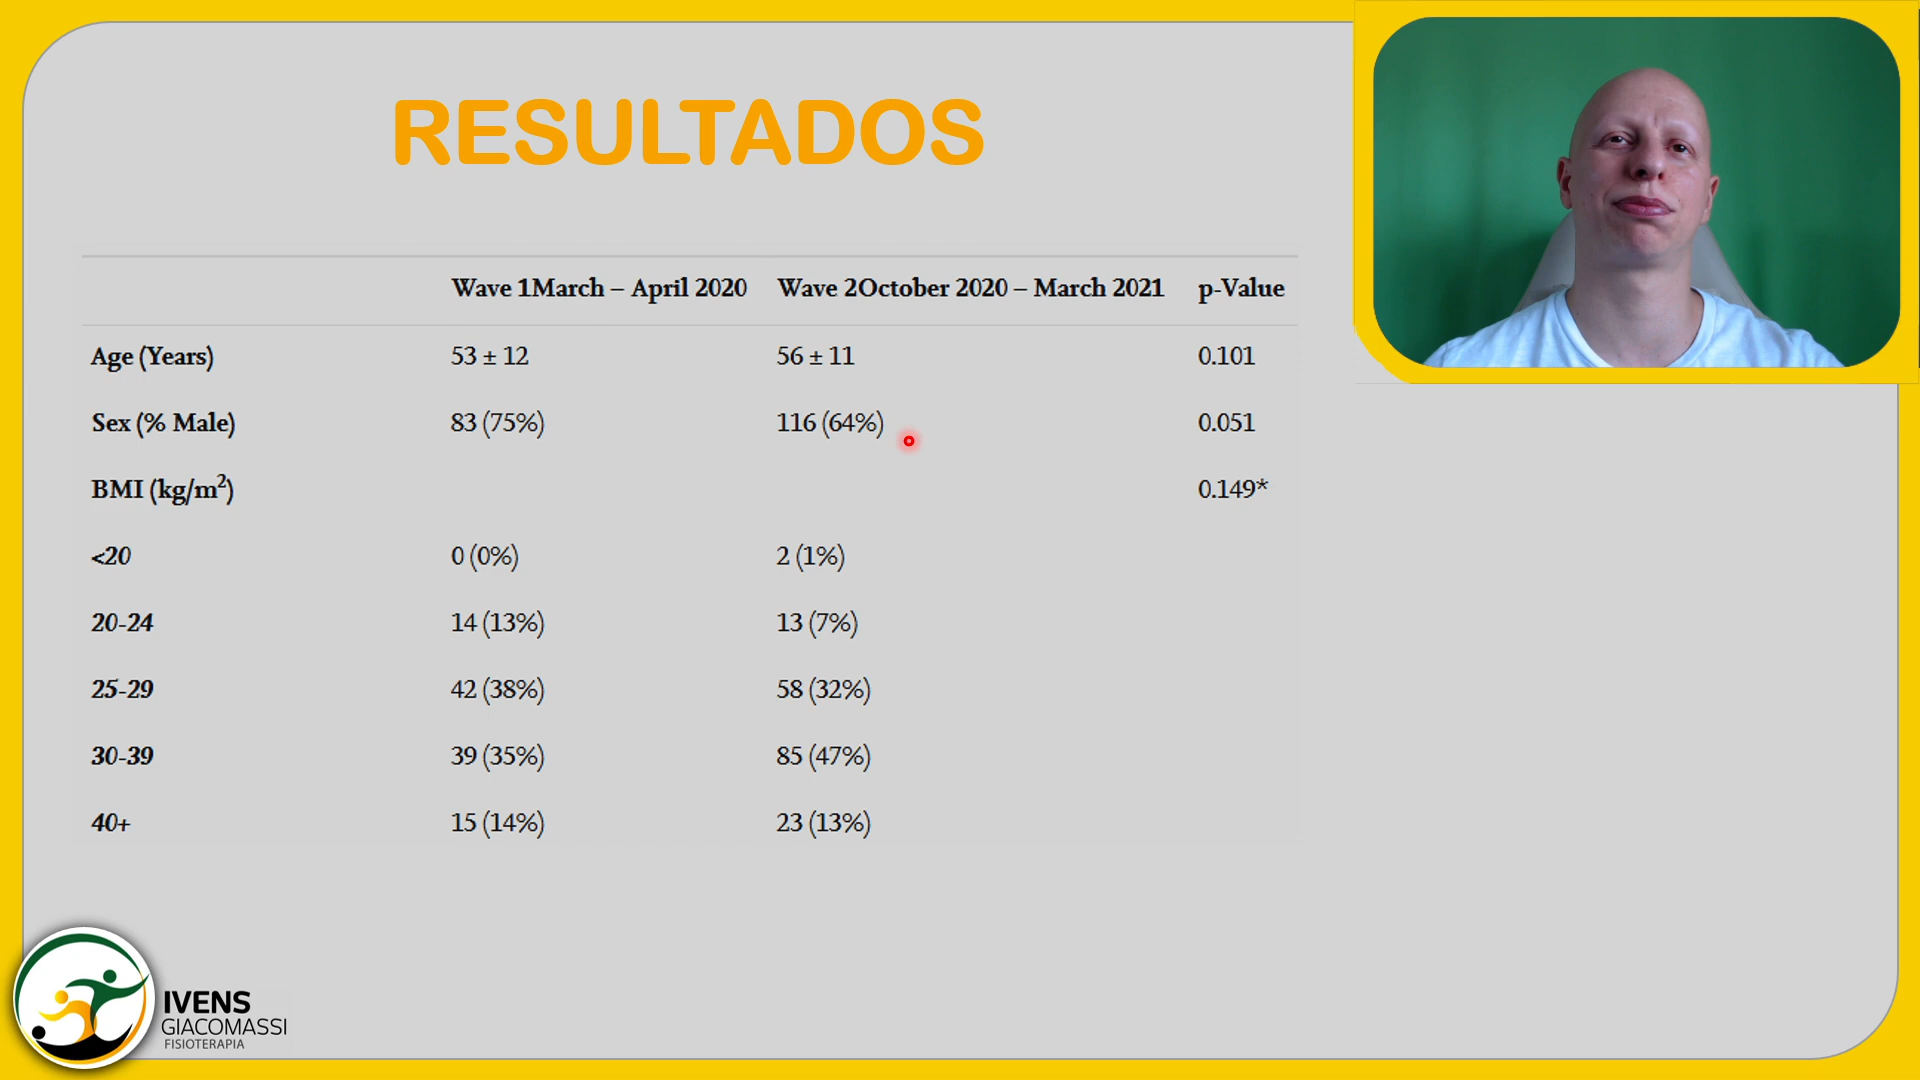 RESULTADOS
Wave 1March – April 2020 Wave 2October 2020 – March 2021 p-Value
Age (Years) 53 ± 12 56 ± 11 0.101
Sex (% Male) 83 (75%) 116 (64%) 0.051
BMI (kg/m²) 0.149*
<20 0 (0%) 2 (1%)
20-24 14 (13%) 13 (7%)
25-29 42 (38%) 58 (32%)
30-39 39 (35%) 85 (47%)
40+ 15 (14%) 23 (13%)
IVENS
GIACOMASSI
FISIOTERAPIA